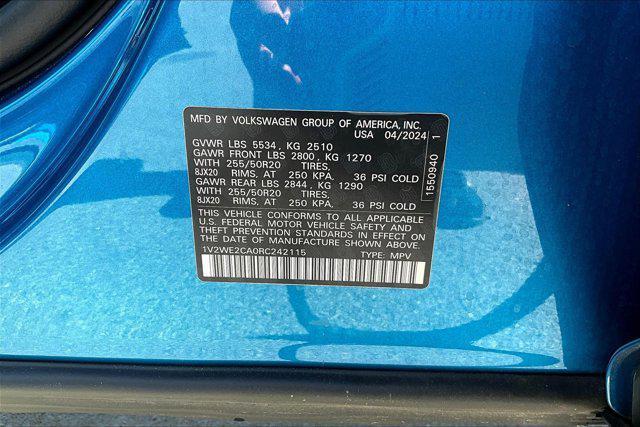 MFD BY VOLKSWAGEN GROUP OF AMERICA, INC.
USA 04/2024
GVWR LBS 5534, KG 2510
GAWR FRONT LBS 2800, KG 1270
WITH 255/50R20 TIRES,
8JX20 RIMS, AT 250 KPA, 36 PSI COLD
GAWR REAR LBS 2844, KG 1290
WITH 255/50R20 TIRES,
8JX20 RIMS, AT 250 KPA, 36 PSI COLD
THIS VEHICLE CONFORMS TO ALL APPLICABLE
U.S. FEDERAL MOTOR VEHICLE SAFETY AND
THEFT PREVENTION STANDARDS IN EFFECT ON
THE DATE OF MANUFACTURE SHOWN ABOVE.
1V2WE2CA0RC242115 TYPE: MPV
1550940 1